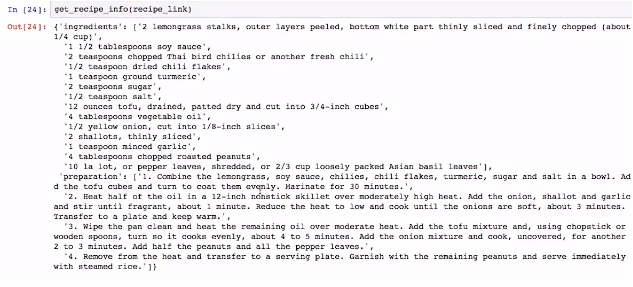 In [24]: get_recipe_info(recipe_link)
Out[24]: {'ingredients': ['2 lemongrass stalks, outer layers peeled, bottom white part thinly sliced and finely chopped (about
1/4 cup)',
'1 1/2 tablespoons soy sauce',
'2 teaspoons chopped Thai bird chilies or another fresh chili',
'1/2 teaspoon dried chili flakes',
'1 teaspoon ground turmeric',
'2 teaspoons sugar',
'1/2 teaspoon salt',
'12 ounces tofu, drained, patted dry and cut into 3/4-inch cubes',
'4 tablespoons vegetable oil',
'1/2 yellow onion, cut into 1/8-inch slices',
'2 shallots, thinly sliced',
'1 teaspoon minced garlic',
'4 tablespoons chopped roasted peanuts',
'10 la lot, or pepper leaves, shredded, or 2/3 cup loosely packed Asian basil leaves'],
'preparation': ['1. Combine the lemongrass, soy sauce, chilies, chili flakes, turmeric, sugar and salt in a bowl. Ad
d the tofu cubes and turn to coat them evenly. Marinate for 30 minutes.',
'2. Heat half of the oil in a 12-inch nonstick skillet over moderately high heat. Add the onion, shallot and garlic
and stir until fragrant, about 1 minute. Reduce the heat to low and cook until the onions are soft, about 3 minutes.
Transfer to a plate and keep warm.',
'3. Wipe the pan clean and heat the remaining oil over moderate heat. Add the tofu mixture and, using chopstick or
wooden spoons, turn so it cooks evenly, about 4 to 5 minutes. Add the onion mixture and cook, uncovered, for another
2 to 3 minutes. Add half the peanuts and all the pepper leaves.',
'4. Remove from the heat and transfer to a serving plate. Garnish with the remaining peanuts and serve immediately
with steamed rice.']}